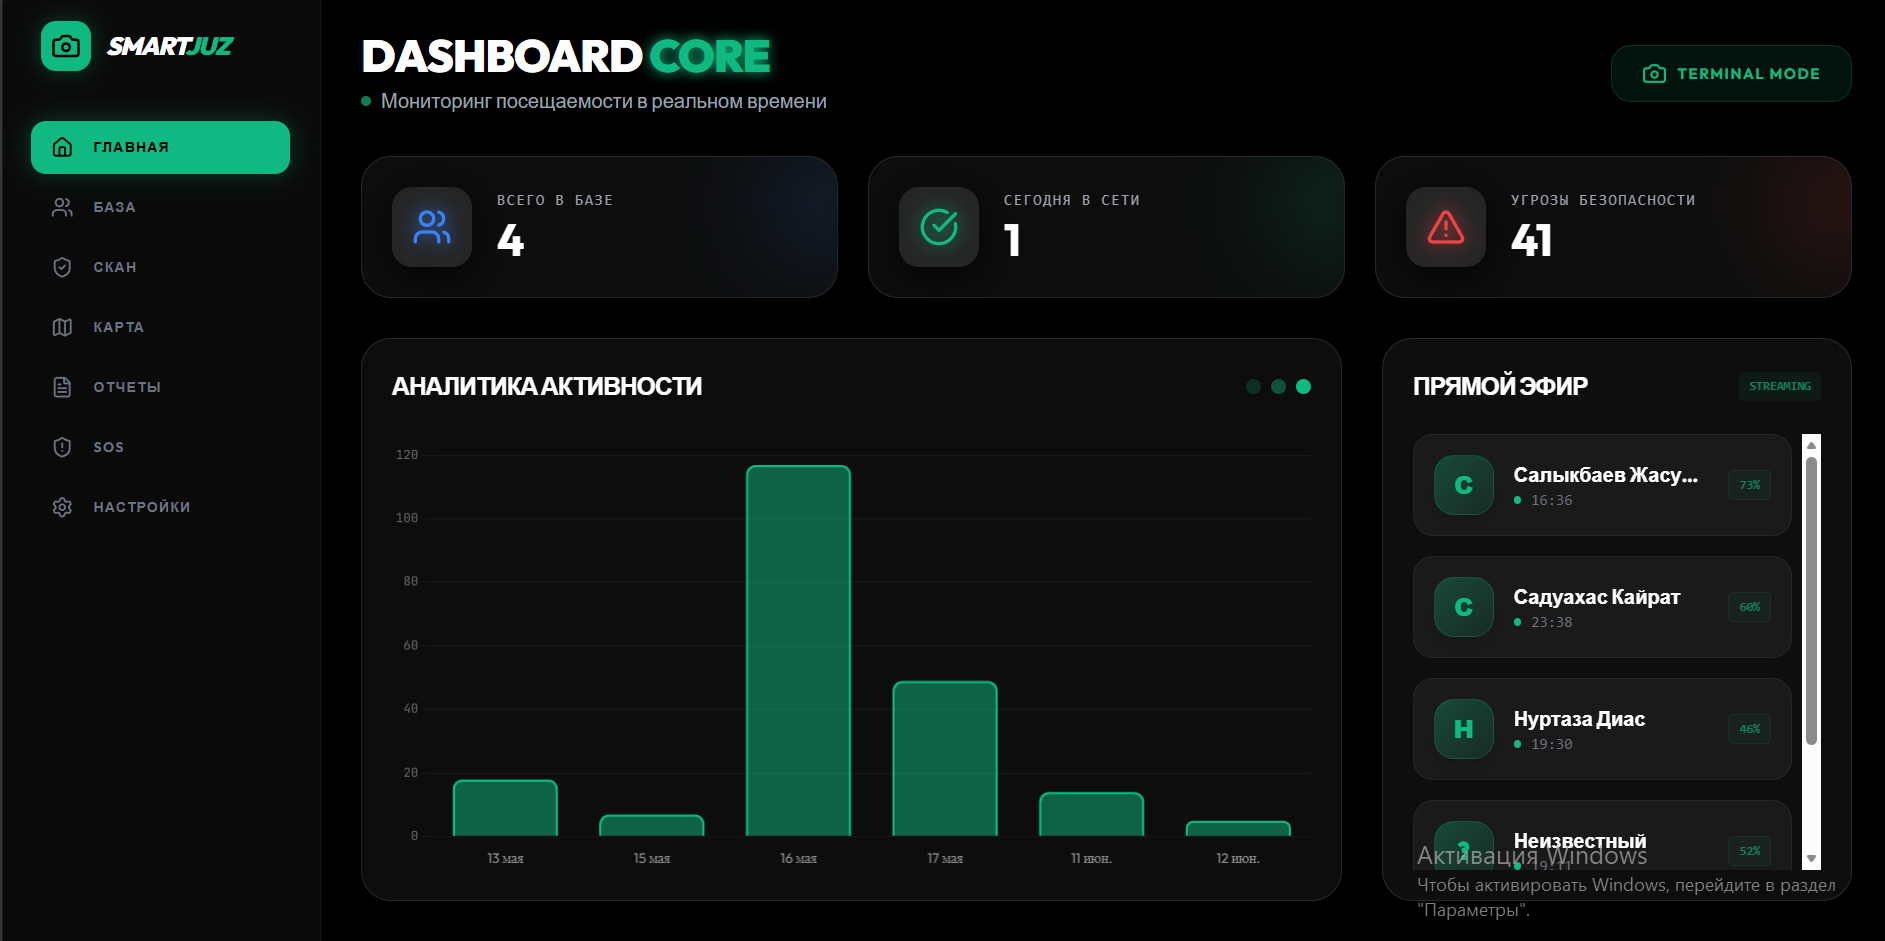 SMARTJUZ
ГЛАВНАЯ
БАЗА
СКАН
КАРТА
ОТЧЕТЫ
SOS
НАСТРОЙКИ
DASHBOARD CORE
Мониторинг посещаемости в реальном времени
TERMINAL MODE
ВСЕГО В БАЗЕ
4
СЕГОДНЯ В СЕТИ
1
УГРОЗЫ БЕЗОПАСНОСТИ
41
АНАЛИТИКА АКТИВНОСТИ
120
100
80
60
40
20
0
13 мая
15 мая
16 мая
17 мая
11 июн.
12 июн.
ПРЯМОЙ ЭФИР
STREAMING
С
Салыкбаев Жасу...
16:36
73%
С
Садуахас Кайрат
23:38
60%
Н
Нуртаза Диас
19:30
46%
?
Неизвестный
19:11
52%
Активация Windows
Чтобы активировать Windows, перейдите в раздел
"Параметры".